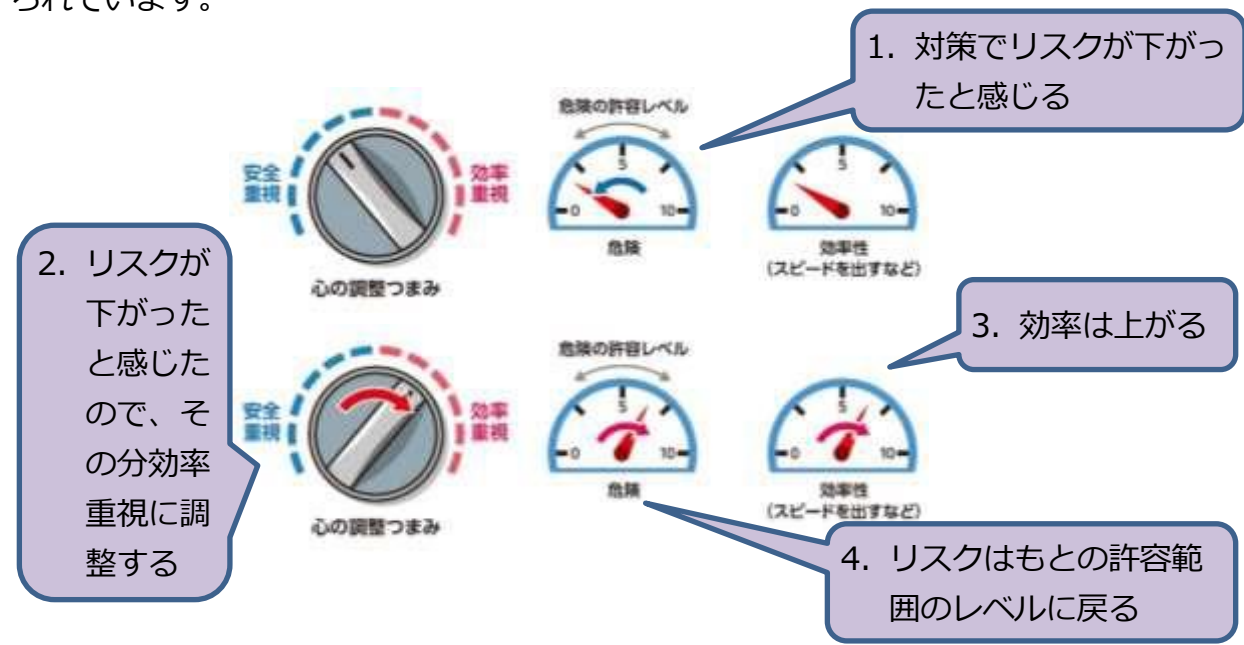 られています。
1. 対策でリスクが下がっ
たと感じる
危険の許容レベル
安全
重視
効率
重視
5
0
10
5
0
10
心の調整つまみ
危険
効率性
(スピードを出すなど)
2. リスクが
下がった
と感じた
ので、そ
の分効率
重視に調
整する
3. 効率は上がる
危険の許容レベル
安全
重視
効率
重視
5
0
10
5
0
10
心の調整つまみ
危険
効率性
(スピードを出すなど)
4. リスクはもとの許容範
囲のレベルに戻る